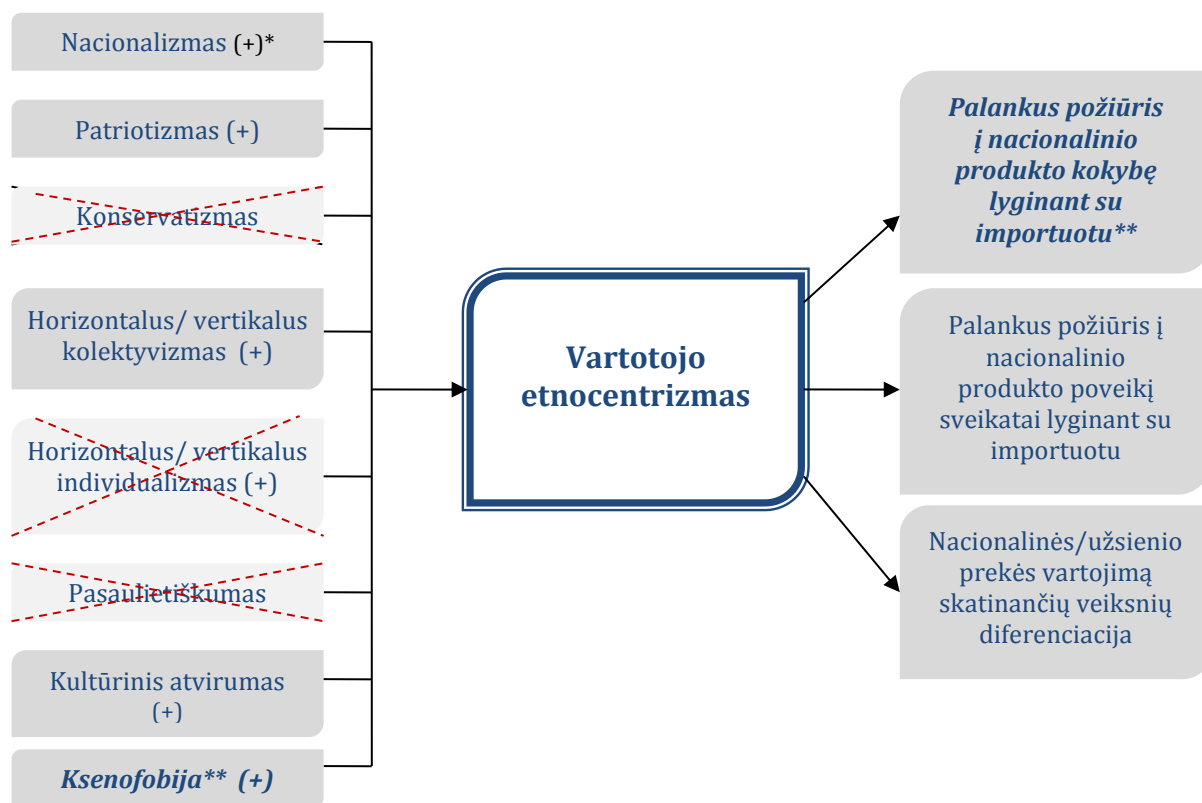 Nacionalizmas (+)*
Patriotizmas (+)
Konservatizmas
Horizontalus/ vertikalus
kolektyvizmas (+)
Horizontalus/ vertikalus
individualizmas (+)
Pasaulietiškumas
Kultūrinis atvirumas
(+)
Ksenofobija** (+)
Vartotojo
etnocentrizmas
Palankus požiūris
į nacionalinio
produkto kokybę
lyginant su
importuotu**
Palankus požiūris į
nacionalinio
produkto poveikį
sveikatai lyginant su
importuotu
Nacionalinės/užsienio
prekės vartojimą
skatinančių veiksnių
diferenciacija